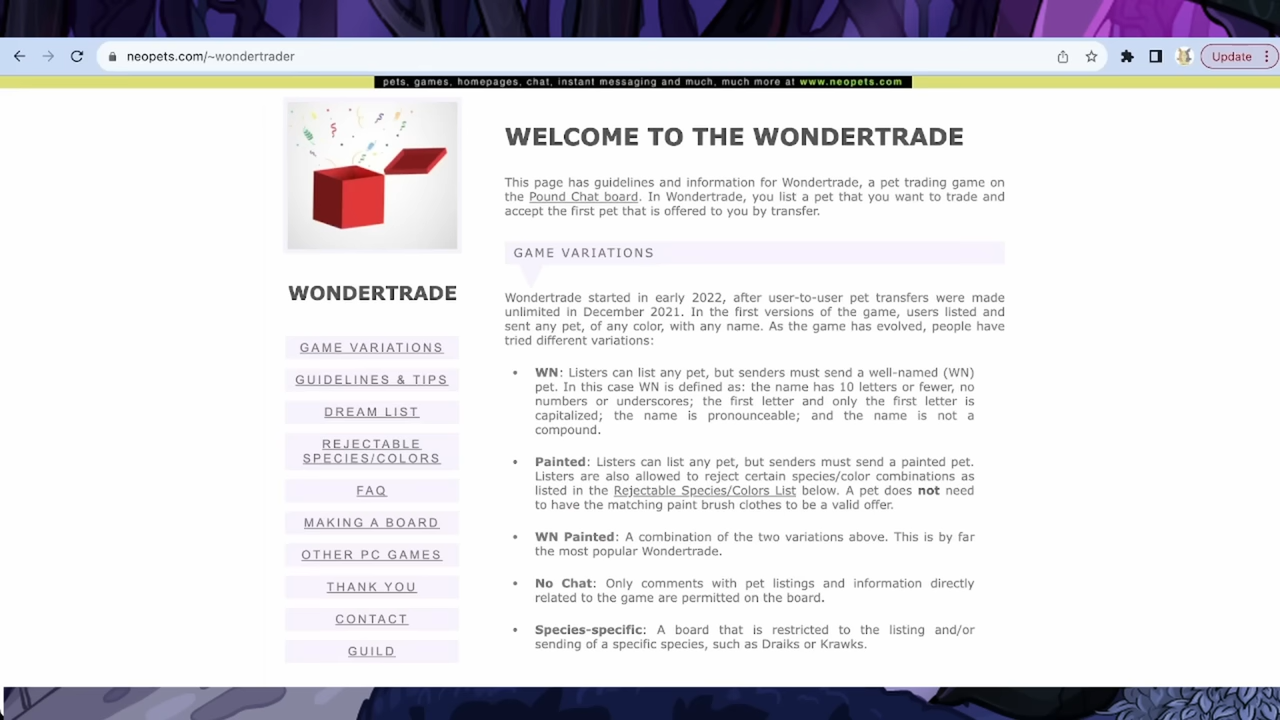 neopets.com/~wondertrader
Update
pets, games, homepages, chat, instant messaging and much, much more at www.neopets.com
WONDERTRADE
GAME VARIATIONS
GUIDELINES & TIPS
DREAM LIST
REJECTABLE
SPECIES/COLORS
FAQ
MAKING A BOARD
OTHER PC GAMES
THANK YOU
CONTACT
GUILD
WELCOME TO THE WONDERTRADE
This page has guidelines and information for Wondertrade, a pet trading game on
the Pound Chat board. In Wondertrade, you list a pet that you want to trade and
accept the first pet that is offered to you by transfer.
GAME VARIATIONS
Wondertrade started in early 2022, after user-to-user pet transfers were made
unlimited in December 2021. In the first versions of the game, users listed and
sent any pet, of any color, with any name. As the game has evolved, people have
tried different variations:
• WN: Listers can list any pet, but senders must send a well-named (WN)
pet. In this case WN is defined as: the name has 10 letters or fewer, no
numbers or underscores; the first letter and only the first letter is
capitalized; the name is pronounceable; and the name is not a
compound.
• Painted: Listers can list any pet, but senders must send a painted pet.
Listers are also allowed to reject certain species/color combinations as
listed in the Rejectable Species/Colors List below. A pet does not need
to have the matching paint brush clothes to be a valid offer.
• WN Painted: A combination of the two variations above. This is by far
the most popular Wondertrade.
• No Chat: Only comments with pet listings and information directly
related to the game are permitted on the board.
• Species-specific: A board that is restricted to the listing and/or
sending of a specific species, such as Draiks or Krawks.